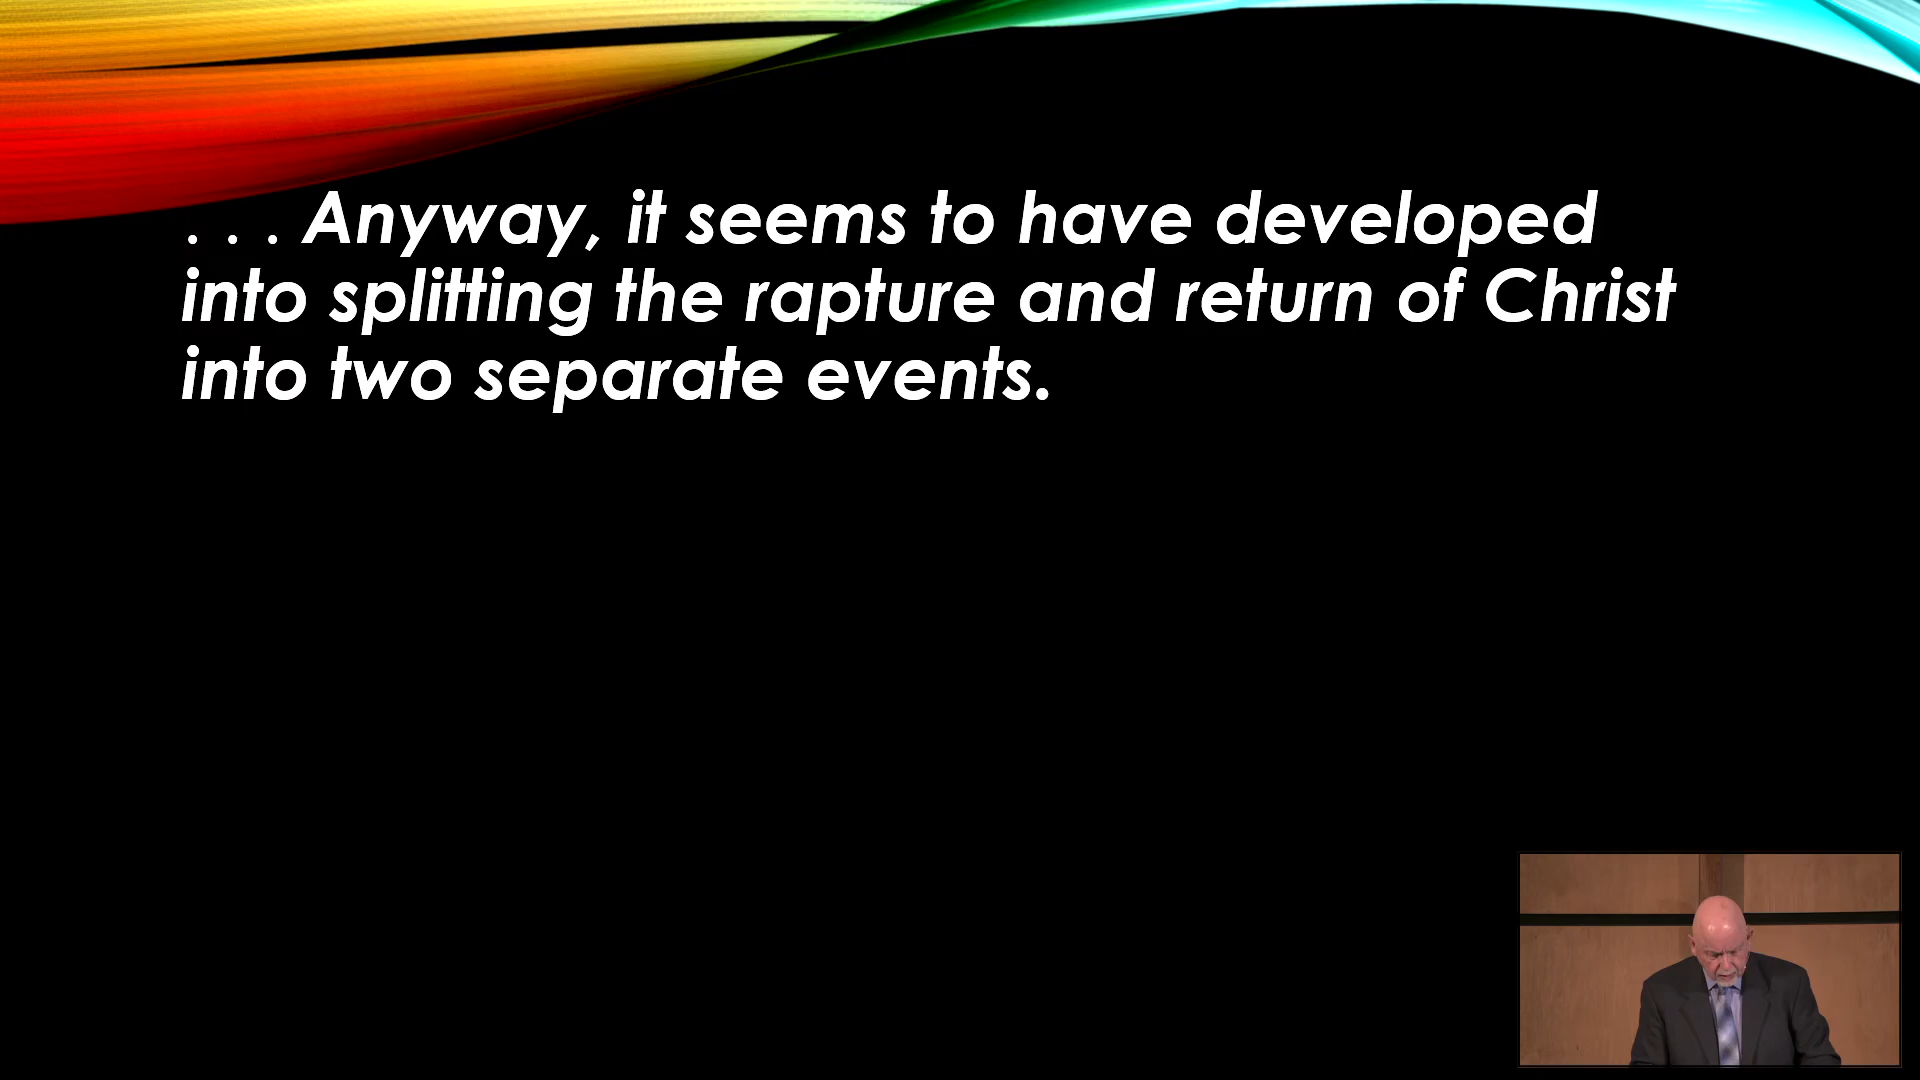 . . . Anyway, it seems to have developed
into splitting the rapture and return of Christ
into two separate events.